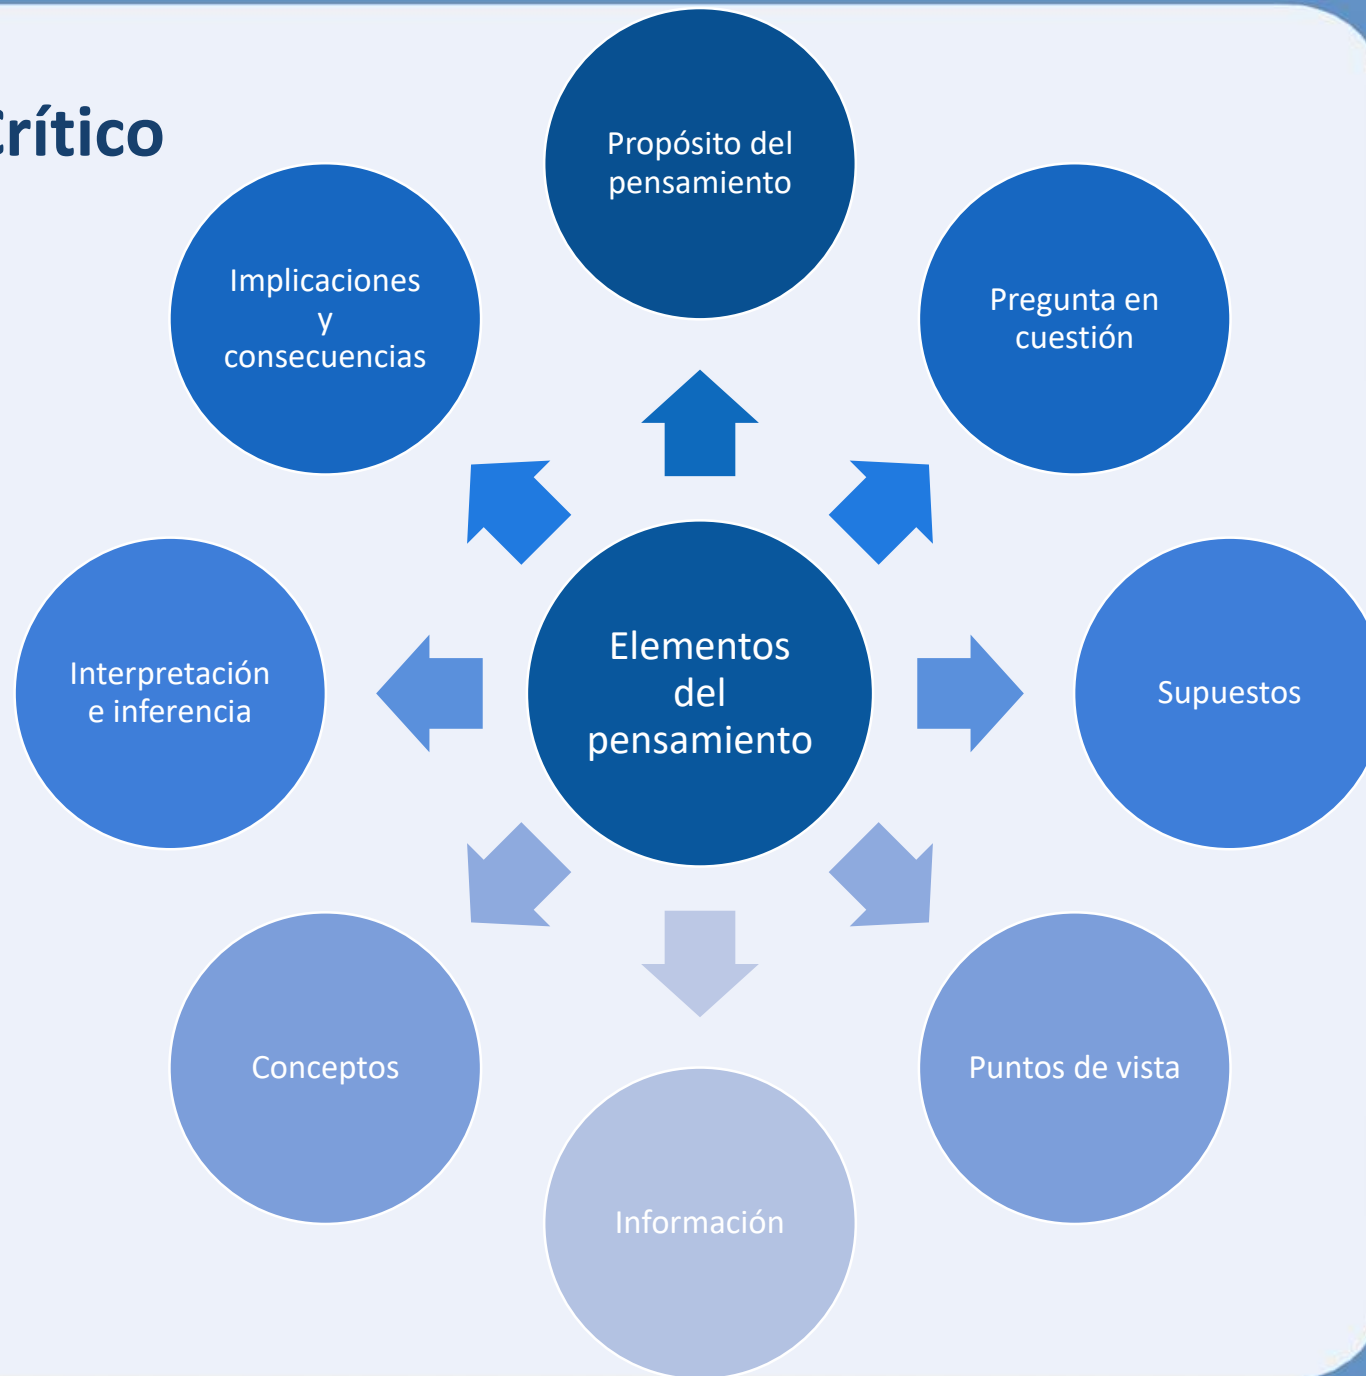 Crítico
Propósito del
pensamiento
Pregunta en
cuestión
Supuestos
Puntos de vista
Información
Conceptos
Interpretación
e inferencia
Implicaciones
y
consecuencias
Elementos
del
pensamiento